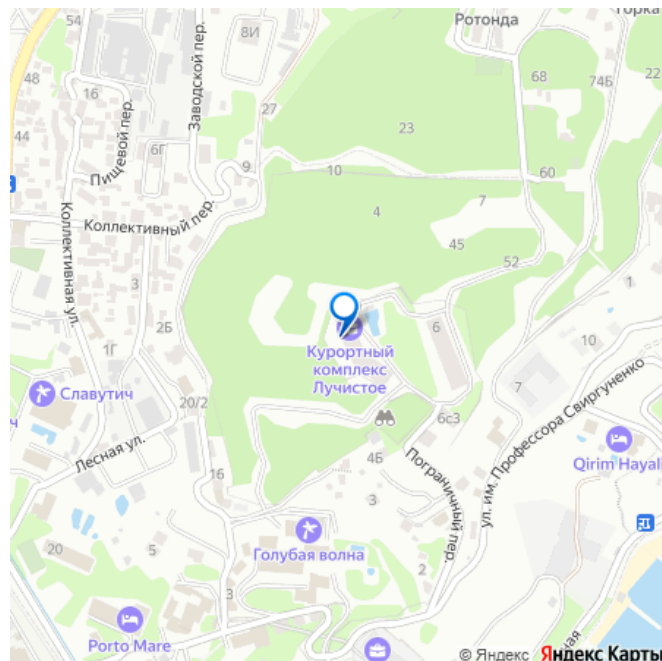 54
8И
Ротонда
48
Заводской пер.
68
74Б
22
16
27
23
44
Пищевой пер.
6Г
9
10
60
Коллективный пер.
4
7
45
Коллективная ул.
3
52
1
2Б
6
10
1Г
Курортный
комплекс
Лучистое
7
Славутич
20/2
6с3
ул. им. Профессора Свиргуненко
Лесная ул.
4Б
Qirim Hayali
16
Пограничный пер.
3
20
5
Голубая волна
2
3
Porto Mare
© Яндекс Яндекс Карты